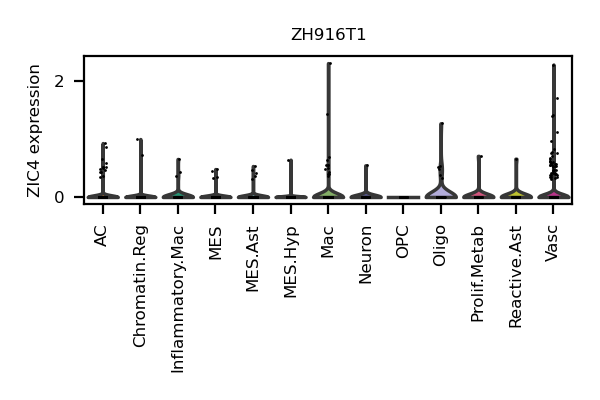 ZH916T1
ZIC4 expression
2
0
AC
Chromatin.Reg
Inflammatory.Mac
MES
MES.Ast
MES.Hyp
Mac
Neuron
OPC
Oligo
Prolif.Metab
Reactive.Ast
Vasc